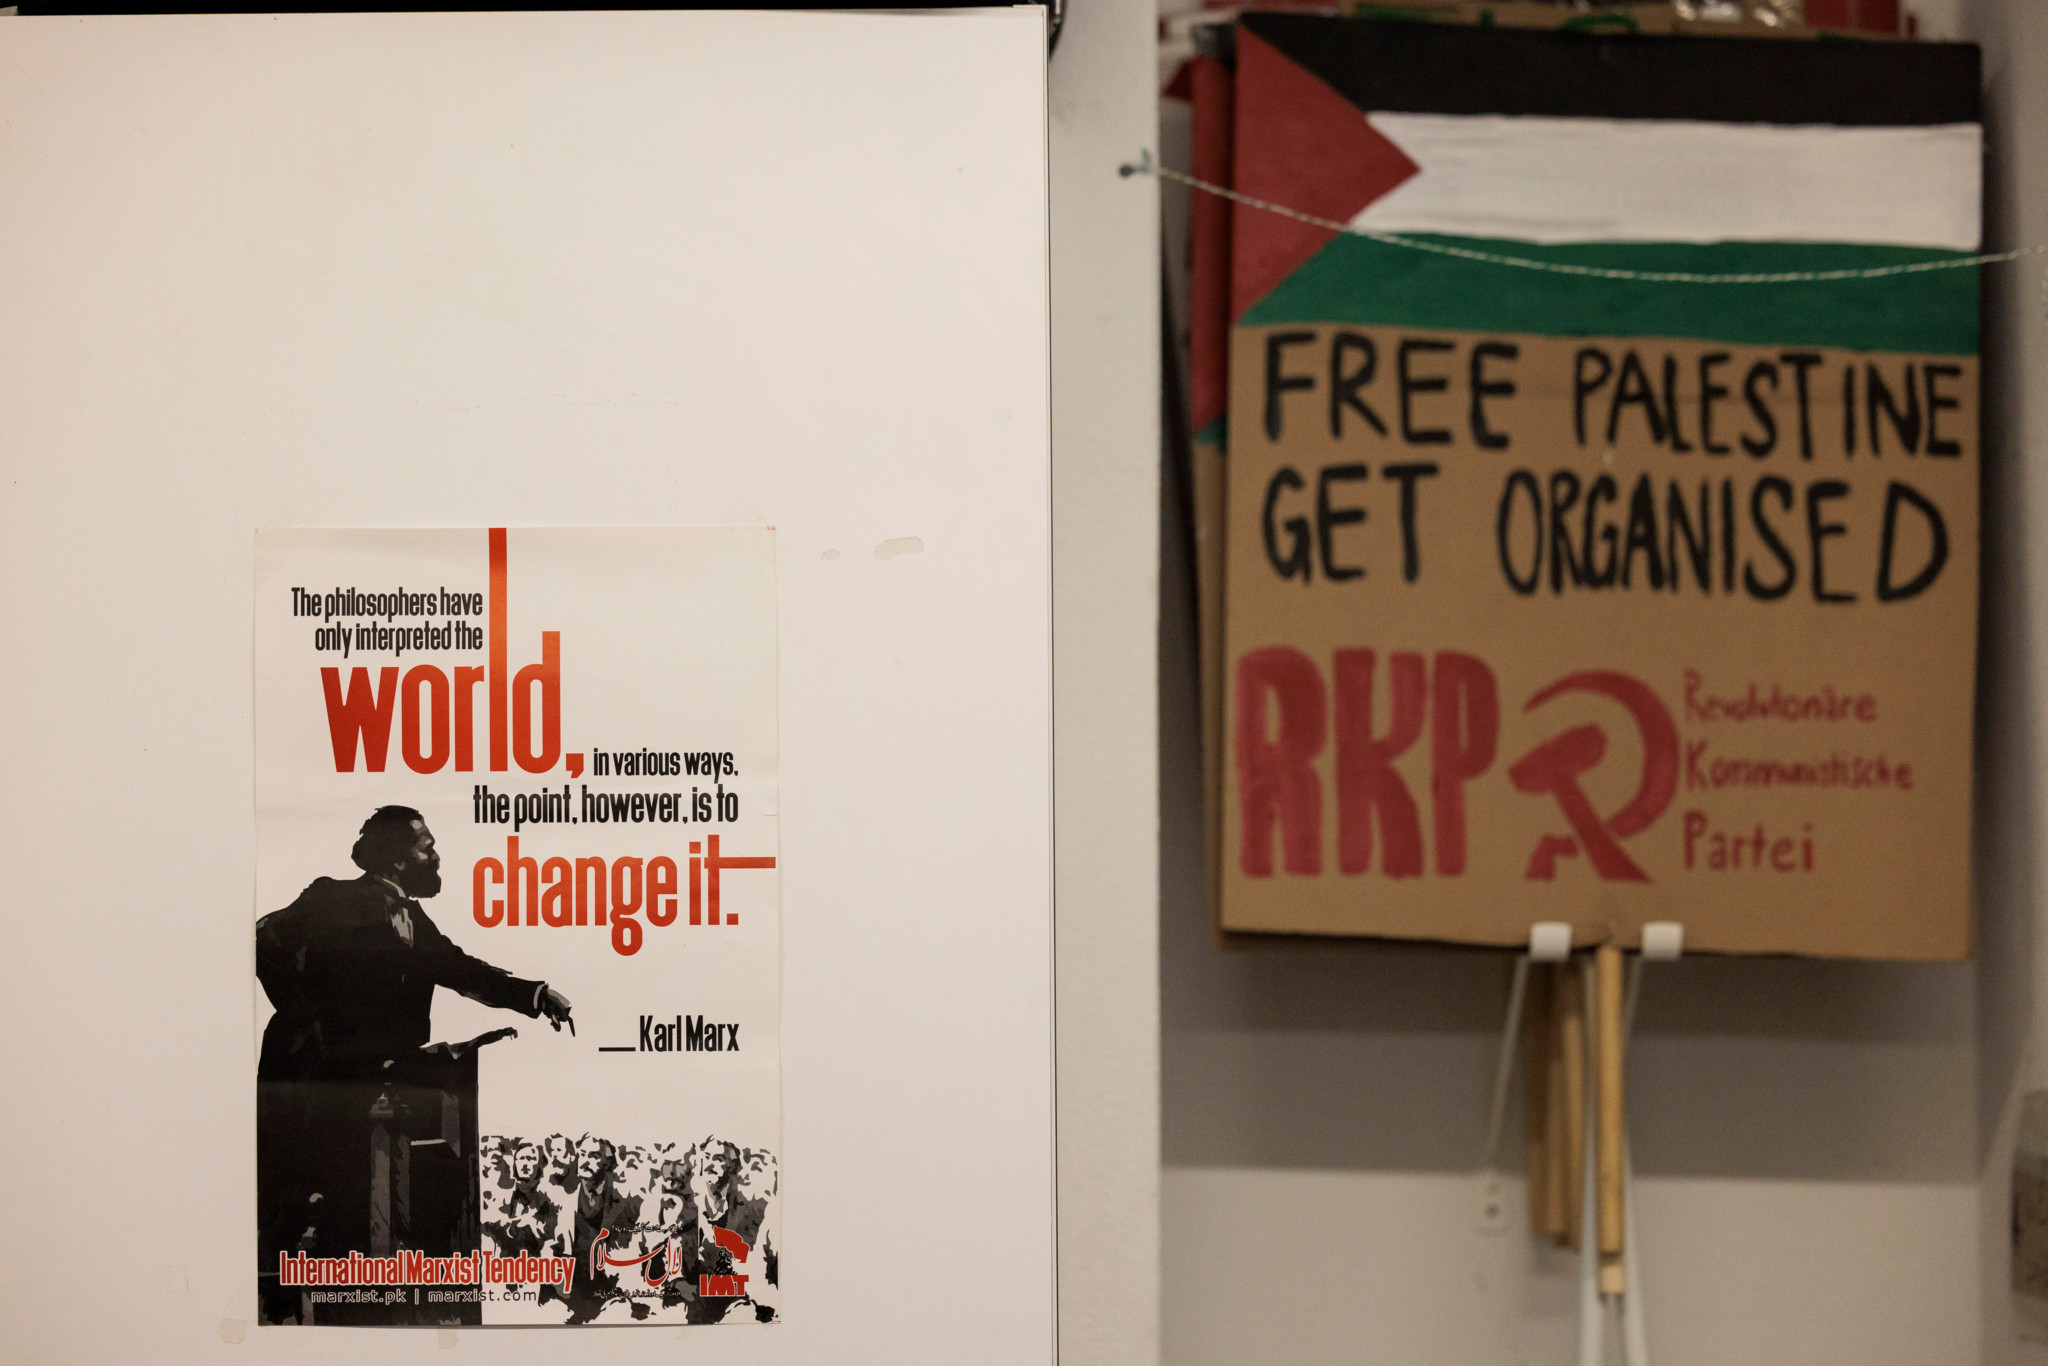 The philosophers have
only interpreted the
world,
in various ways,
the point, however, is to
change it.
Karl Marx
International Marxist Tendency
marxist.pk | marxist.com
IMT
FREE PALESTINE
GET ORGANISED
RKP
Revolutionäre
Kommunistische
Partei